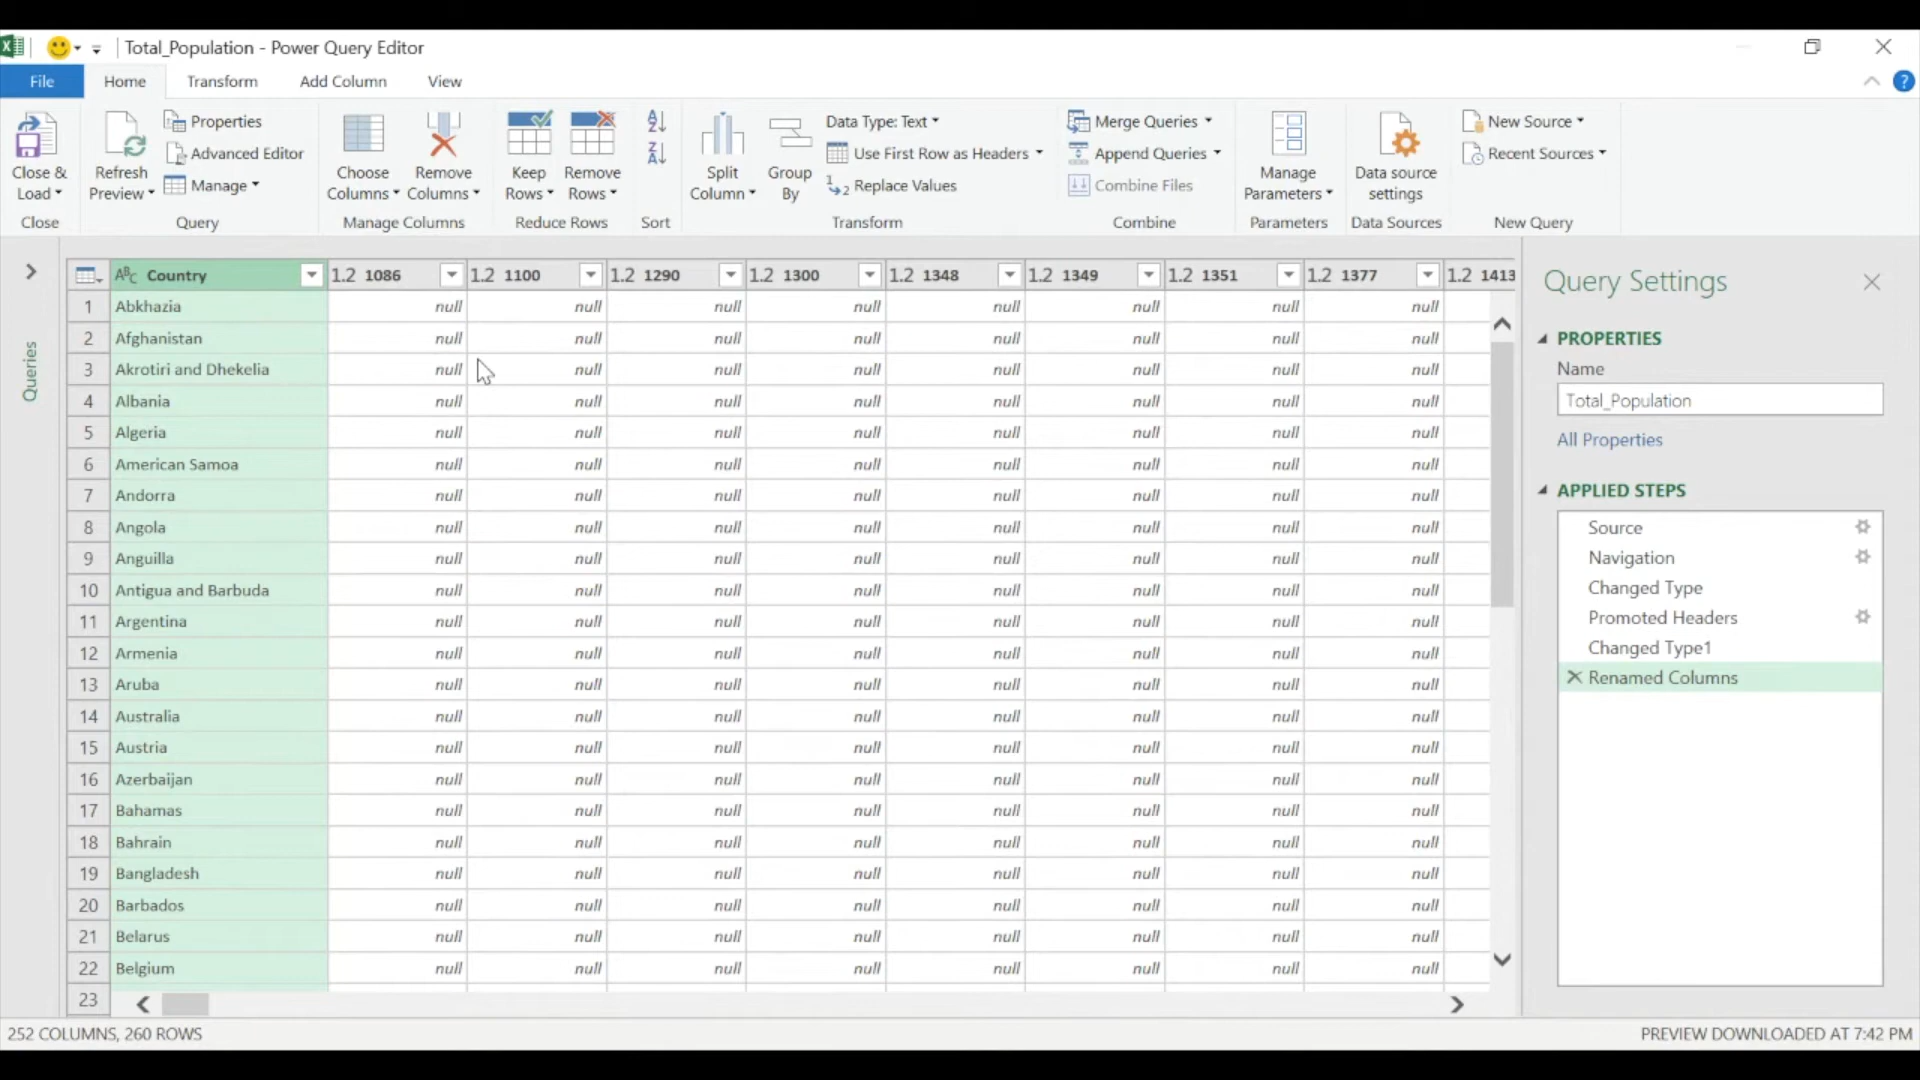 Total_Population - Power Query Editor
File Home Transform Add Column View
Close & Load
Close
Refresh Preview
Properties
Advanced Editor
Manage
Query
Choose Columns
Remove Columns
Manage Columns
Keep Rows
Remove Rows
Reduce Rows
Sort
Split Column
Group By
Data Type: Text
Use First Row as Headers
Replace Values
Transform
Merge Queries
Append Queries
Combine Files
Combine
Manage Parameters
Parameters
Data source settings
Data Sources
New Source
Recent Sources
New Query
Queries
ABC Country 1.2 1086 1.2 1100 1.2 1290 1.2 1300 1.2 1348 1.2 1349 1.2 1351 1.2 1377 1.2 1413
1 Abkhazia null null null null null null null null
2 Afghanistan null null null null null null null null
3 Akrotiri and Dhekelia null null null null null null null null
4 Albania null null null null null null null null
5 Algeria null null null null null null null null
6 American Samoa null null null null null null null null
7 Andorra null null null null null null null null
8 Angola null null null null null null null null
9 Anguilla null null null null null null null null
10 Antigua and Barbuda null null null null null null null null
11 Argentina null null null null null null null null
12 Armenia null null null null null null null null
13 Aruba null null null null null null null null
14 Australia null null null null null null null null
15 Austria null null null null null null null null
16 Azerbaijan null null null null null null null null
17 Bahamas null null null null null null null null
18 Bahrain null null null null null null null null
19 Bangladesh null null null null null null null null
20 Barbados null null null null null null null null
21 Belarus null null null null null null null null
22 Belgium null null null null null null null null
23
Query Settings
PROPERTIES
Name
Total_Population
All Properties
APPLIED STEPS
Source
Navigation
Changed Type
Promoted Headers
Changed Type1
Renamed Columns
252 COLUMNS, 260 ROWS
PREVIEW DOWNLOADED AT 7:42 PM